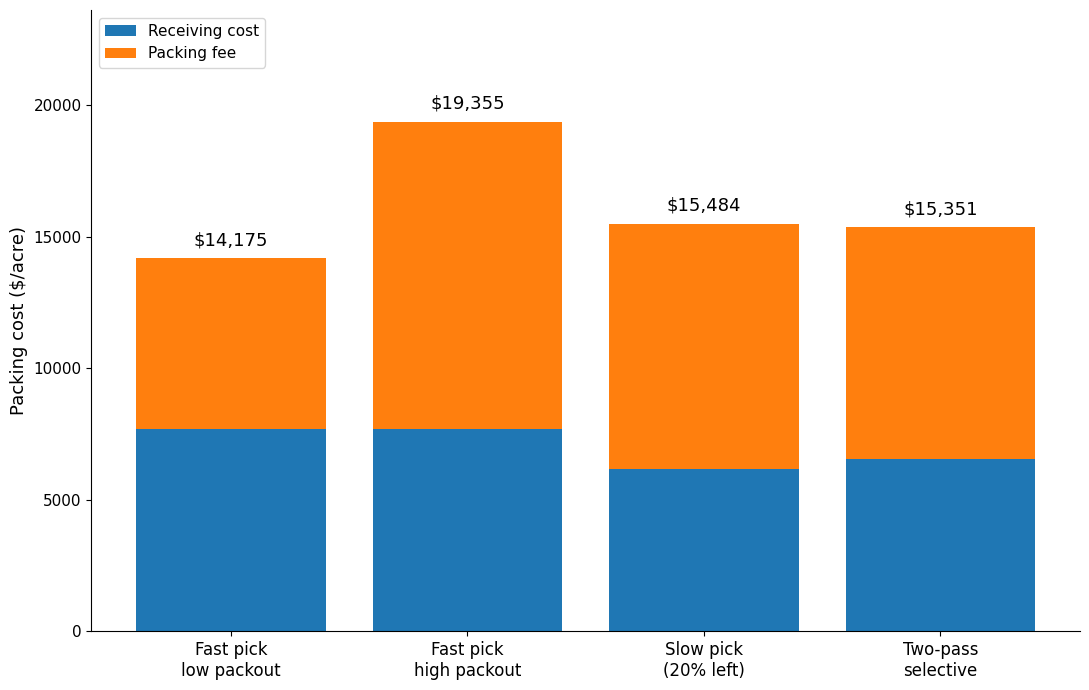 Receiving cost
Packing fee
Packing cost ($/acre)
20000
15000
10000
5000
0
$14,175
$19,355
$15,484
$15,351
Fast pick
low packout
Fast pick
high packout
Slow pick
(20% left)
Two-pass
selective